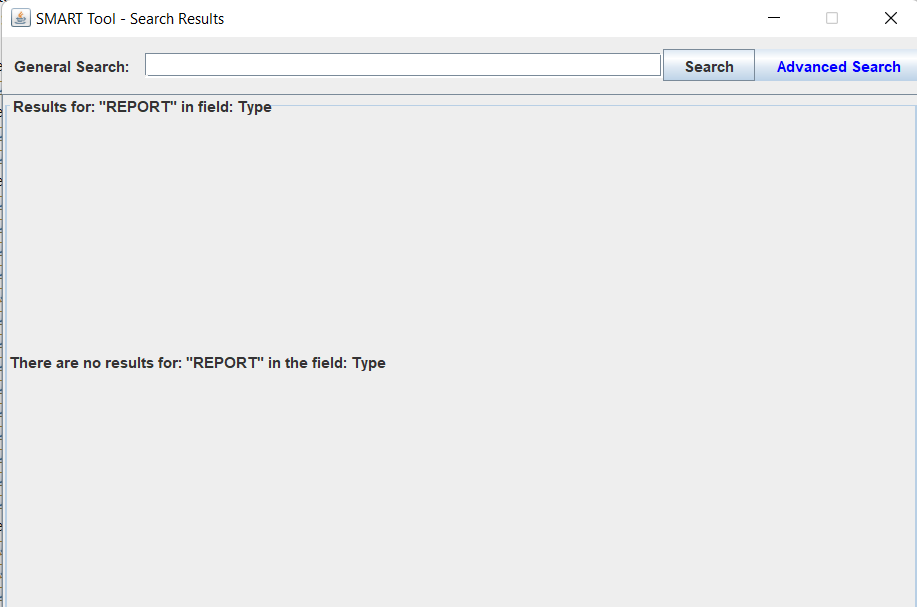 SMART Tool - Search Results
General Search: Search Advanced Search
Results for: "REPORT" in field: Type
There are no results for: "REPORT" in the field: Type